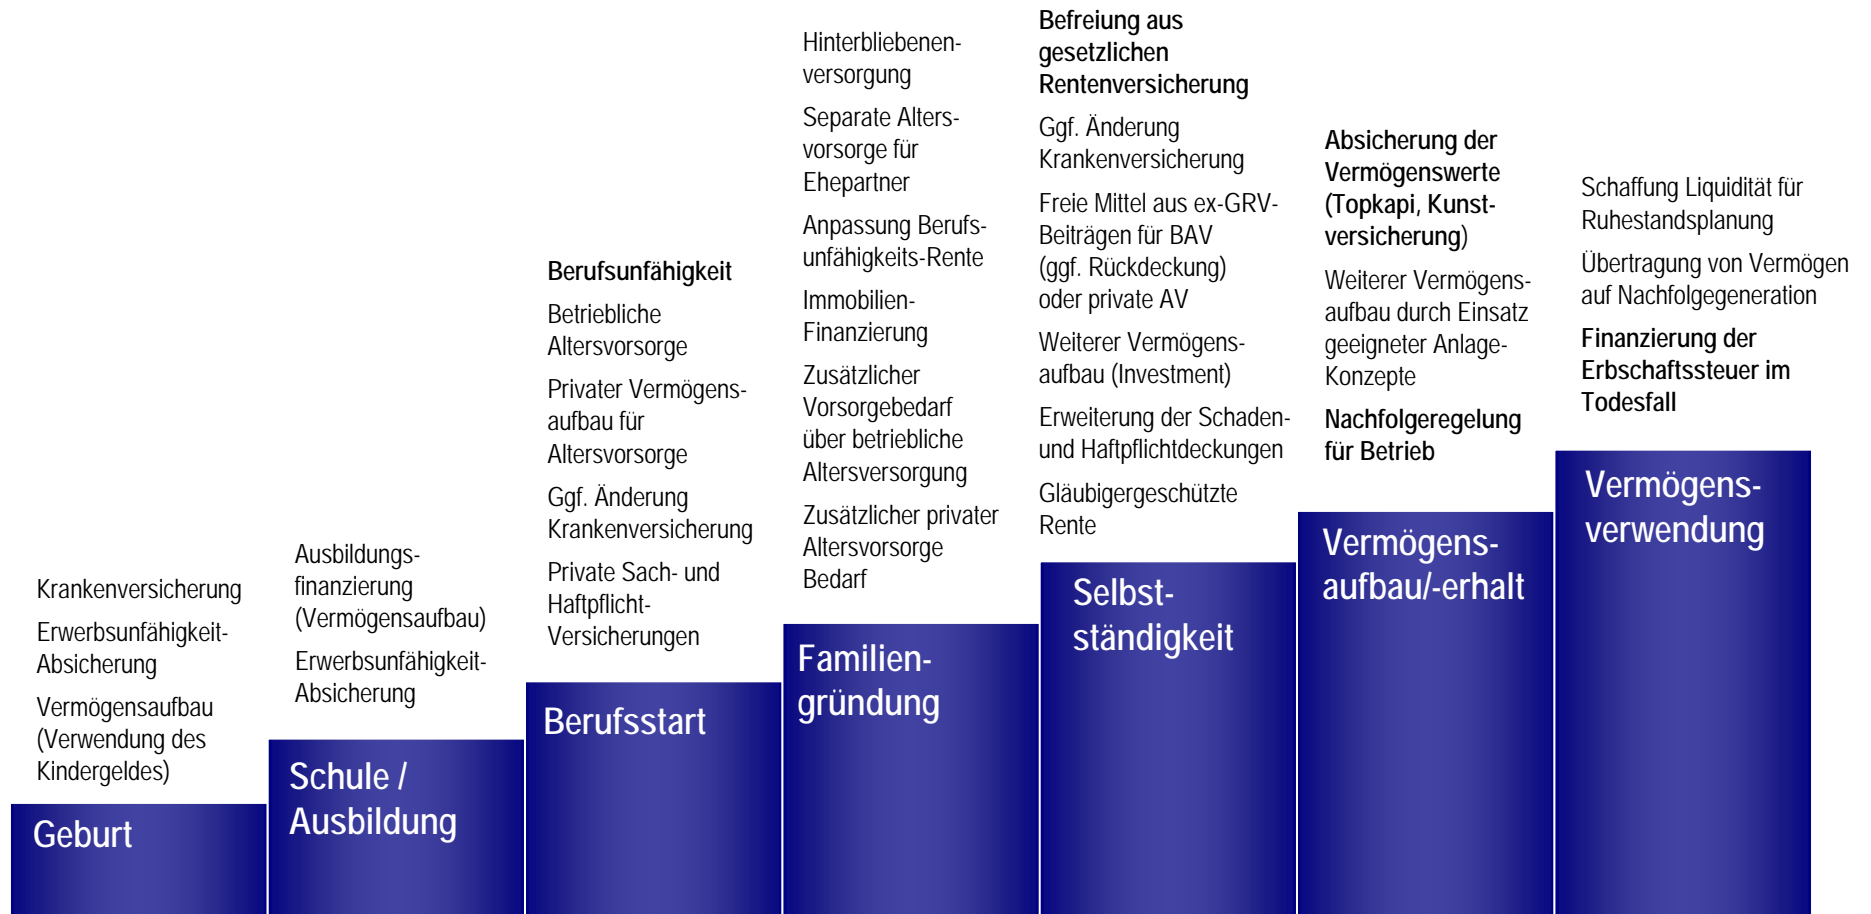 Krankenversicherung
Erwerbsunfähigkeit-
Absicherung
Vermögensaufbau
(Verwendung des
Kindergeldes)
Geburt
Ausbildungs-
finanzierung
(Vermögensaufbau)
Erwerbsunfähigkeit-
Absicherung
Schule /
Ausbildung
Berufsunfähigkeit
Betriebliche
Altersvorsorge
Privater Vermögens-
aufbau für
Altersvorsorge
Ggf. Änderung
Krankenversicherung
Private Sach- und
Haftpflicht-
Versicherungen
Berufsstart
Hinterbliebenen-
versorgung
Separate Alters-
vorsorge für
Ehepartner
Anpassung Berufs-
unfähigkeits-Rente
Immobilien-
Finanzierung
Zusätzlicher
Vorsorgebedarf
über betriebliche
Altersversorgung
Zusätzlicher privater
Altersvorsorge
Bedarf
Familien-
gründung
Befreiung aus
gesetzlichen
Rentenversicherung
Ggf. Änderung
Krankenversicherung
Freie Mittel aus ex-GRV-
Beiträgen für BAV
(ggf. Rückdeckung)
oder private AV
Weiterer Vermögens-
aufbau (Investment)
Erweiterung der Schaden-
und Haftpflichtdeckungen
Gläubigergeschützte
Rente
Selbst-
ständigkeit
Absicherung der
Vermögenswerte
(Topkapi, Kunst-
versicherung)
Weiterer Vermögens-
aufbau durch Einsatz
geeigneter Anlage-
Konzepte
Nachfolgeregelung
für Betrieb
Vermögens-
aufbau/-erhalt
Schaffung Liquidität für
Ruhestandsplanung
Übertragung von Vermögen
auf Nachfolgegeneration
Finanzierung der
Erbschaftssteuer im
Todesfall
Vermögens-
verwendung